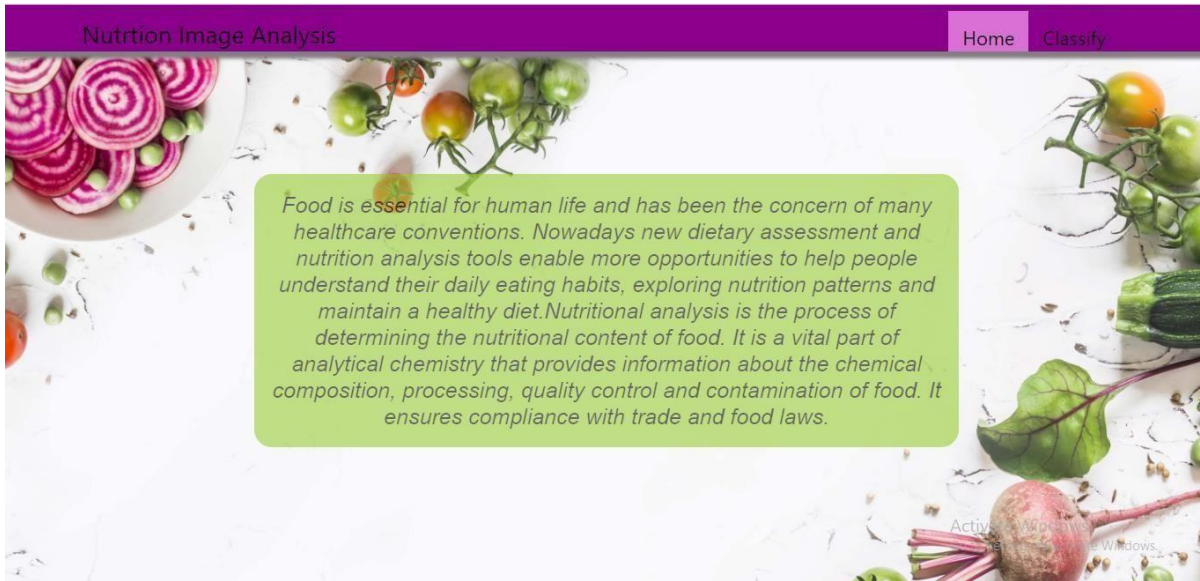 Nutrtion Image Analysis
Home Classify
Food is essential for human life and has been the concern of many
healthcare conventions. Nowadays new dietary assessment and
nutrition analysis tools enable more opportunities to help people
understand their daily eating habits, exploring nutrition patterns and
maintain a healthy diet.Nutritional analysis is the process of
determining the nutritional content of food. It is a vital part of
analytical chemistry that provides information about the chemical
composition, processing, quality control and contamination of food. It
ensures compliance with trade and food laws.
Activate Windows
Windows.